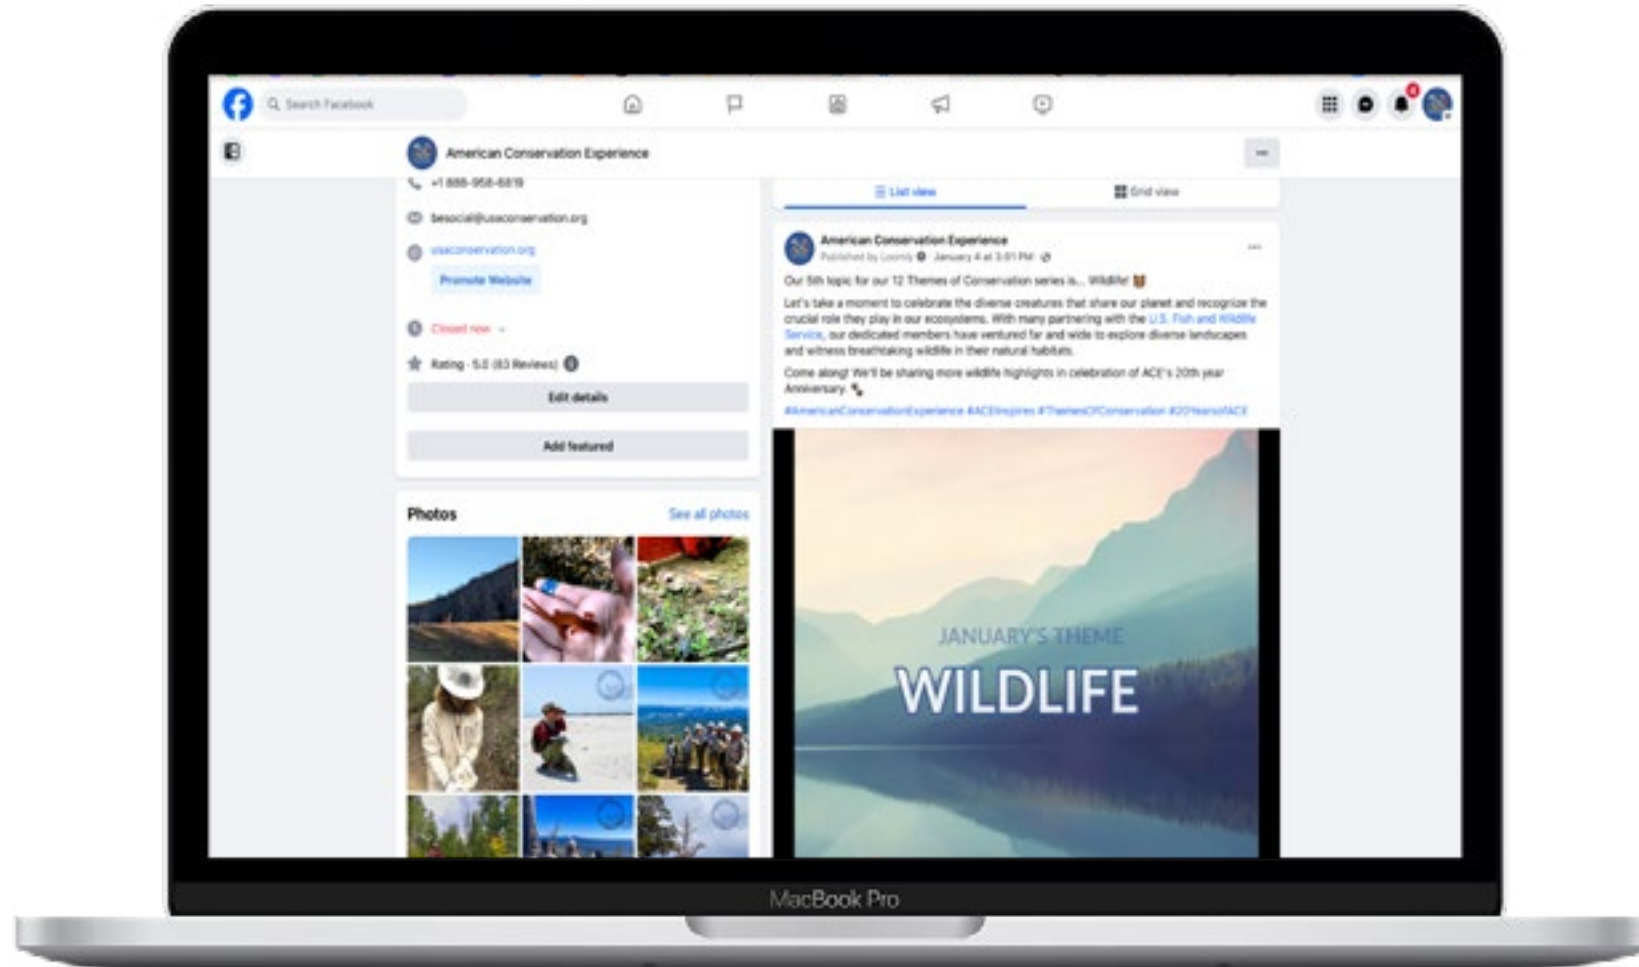 Search Facebook
American Conservation Experience
+1 888-958-6819
besocial@usaconservation.org
usaconservation.org
Promote Website
Closed now
Rating · 5.0 (83 Reviews)
Edit details
Add featured
Photos
See all photos
List view
Grid view
American Conservation Experience
Published by Loomly · January 4 at 3:01 PM
Our 5th topic for our 12 Themes of Conservation series is... Wildlife!
Let's take a moment to celebrate the diverse creatures that share our planet and recognize the
crucial role they play in our ecosystems. With many partnering with the U.S. Fish and Wildlife
Service, our dedicated members have ventured far and wide to explore diverse landscapes
and witness breathtaking wildlife in their natural habitats.
Come along! We'll be sharing more wildlife highlights in celebration of ACE's 20th year
Anniversary.
#AmericanConservationExperience #ACEInspires #ThemesOfConservation #20YearsofACE
JANUARY'S THEME
WILDLIFE
MacBook Pro